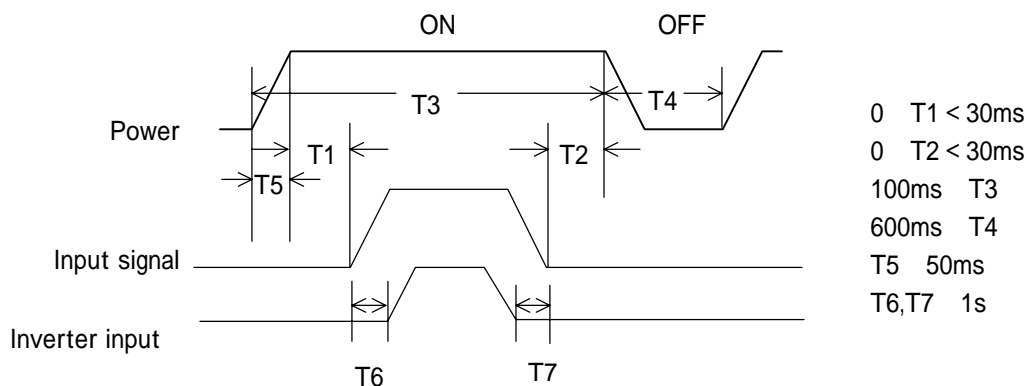 ON OFF
T3 T4
Power
T1 T2
T5
Input signal
Inverter input
T6 T7
0 T1 < 30ms
0 T2 < 30ms
100ms T3
600ms T4
T5 50ms
T6,T7 1s